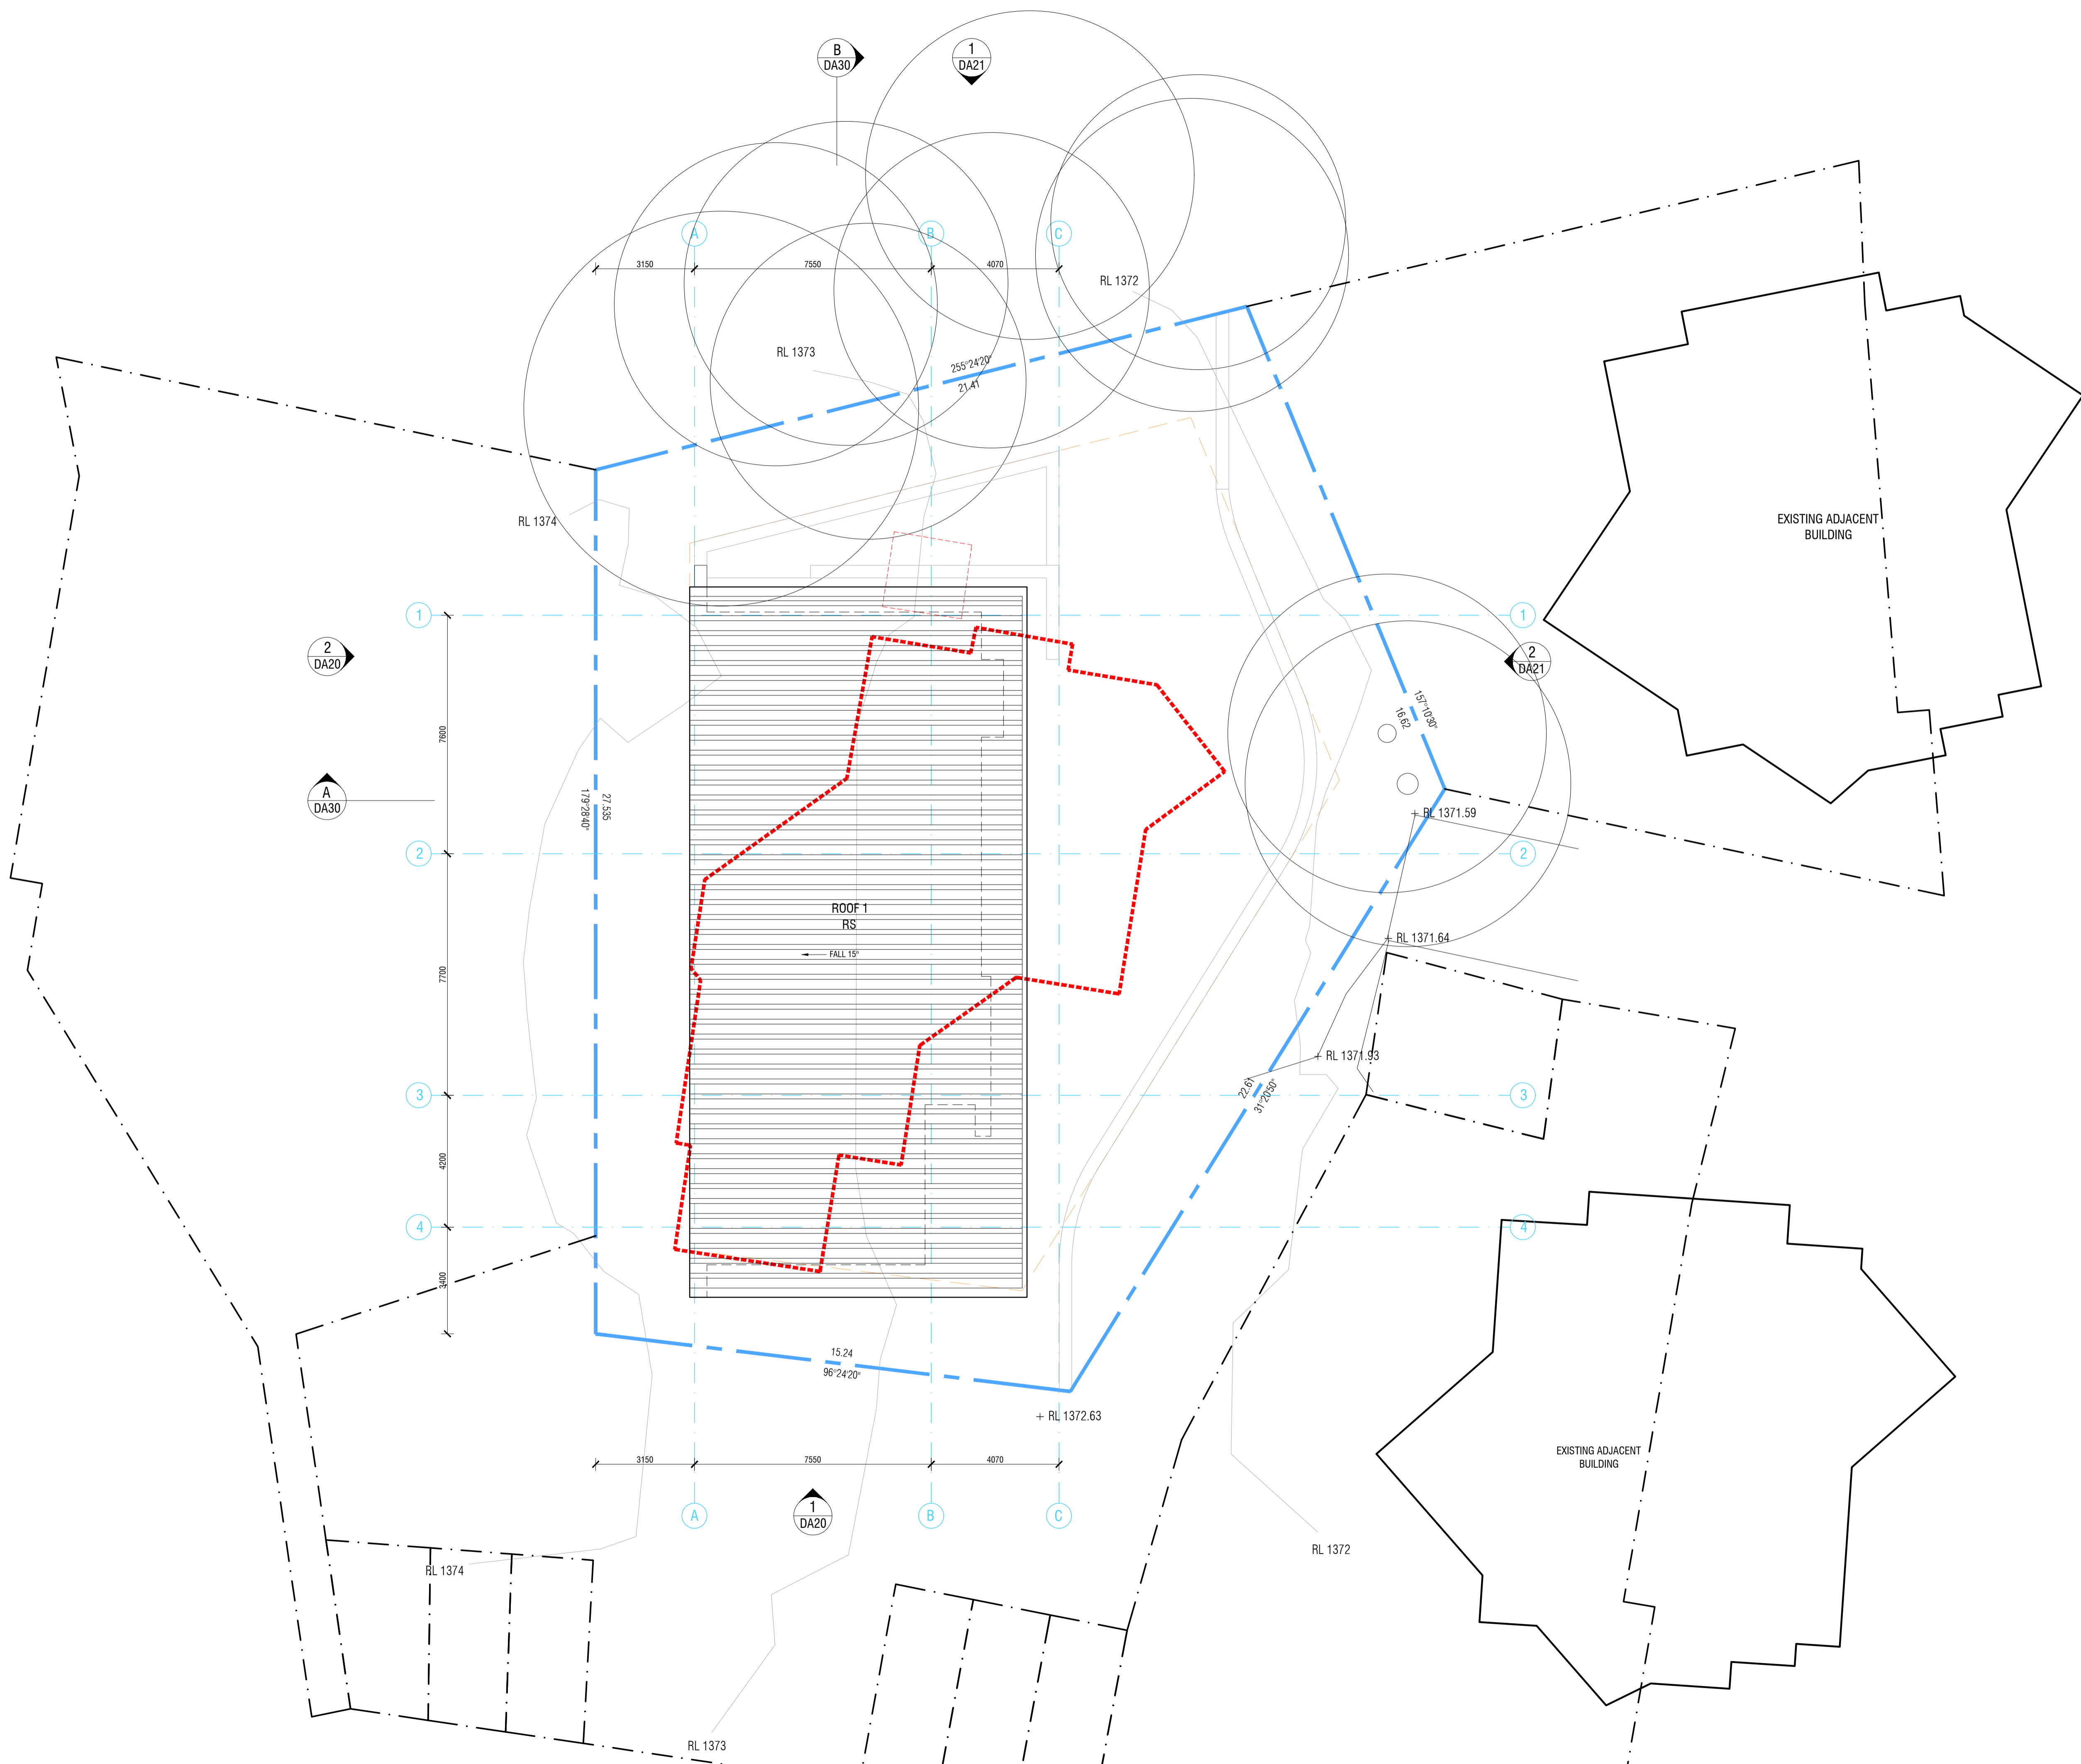 B
DA30
1
DA21
A
B
C
3150
7550
4070
RL 1372
RL 1373
255°24'20"
21.41
RL 1374
EXISTING ADJACENT
BUILDING
1
1
2
DA20
2
DA21
157°10'30"
16.62
7600
A
DA30
179°28'40"
27.535
RL 1371.59
2
2
ROOF 1
RS
FALL 15°
RL 1371.64
7700
RL 1371.93
22.61
31°20'50"
3
3
4200
4
4
3400
15.24
96°24'20"
RL 1372.63
EXISTING ADJACENT
BUILDING
3150
7550
4070
A
1
DA20
B
C
RL 1372
RL 1374
RL 1373